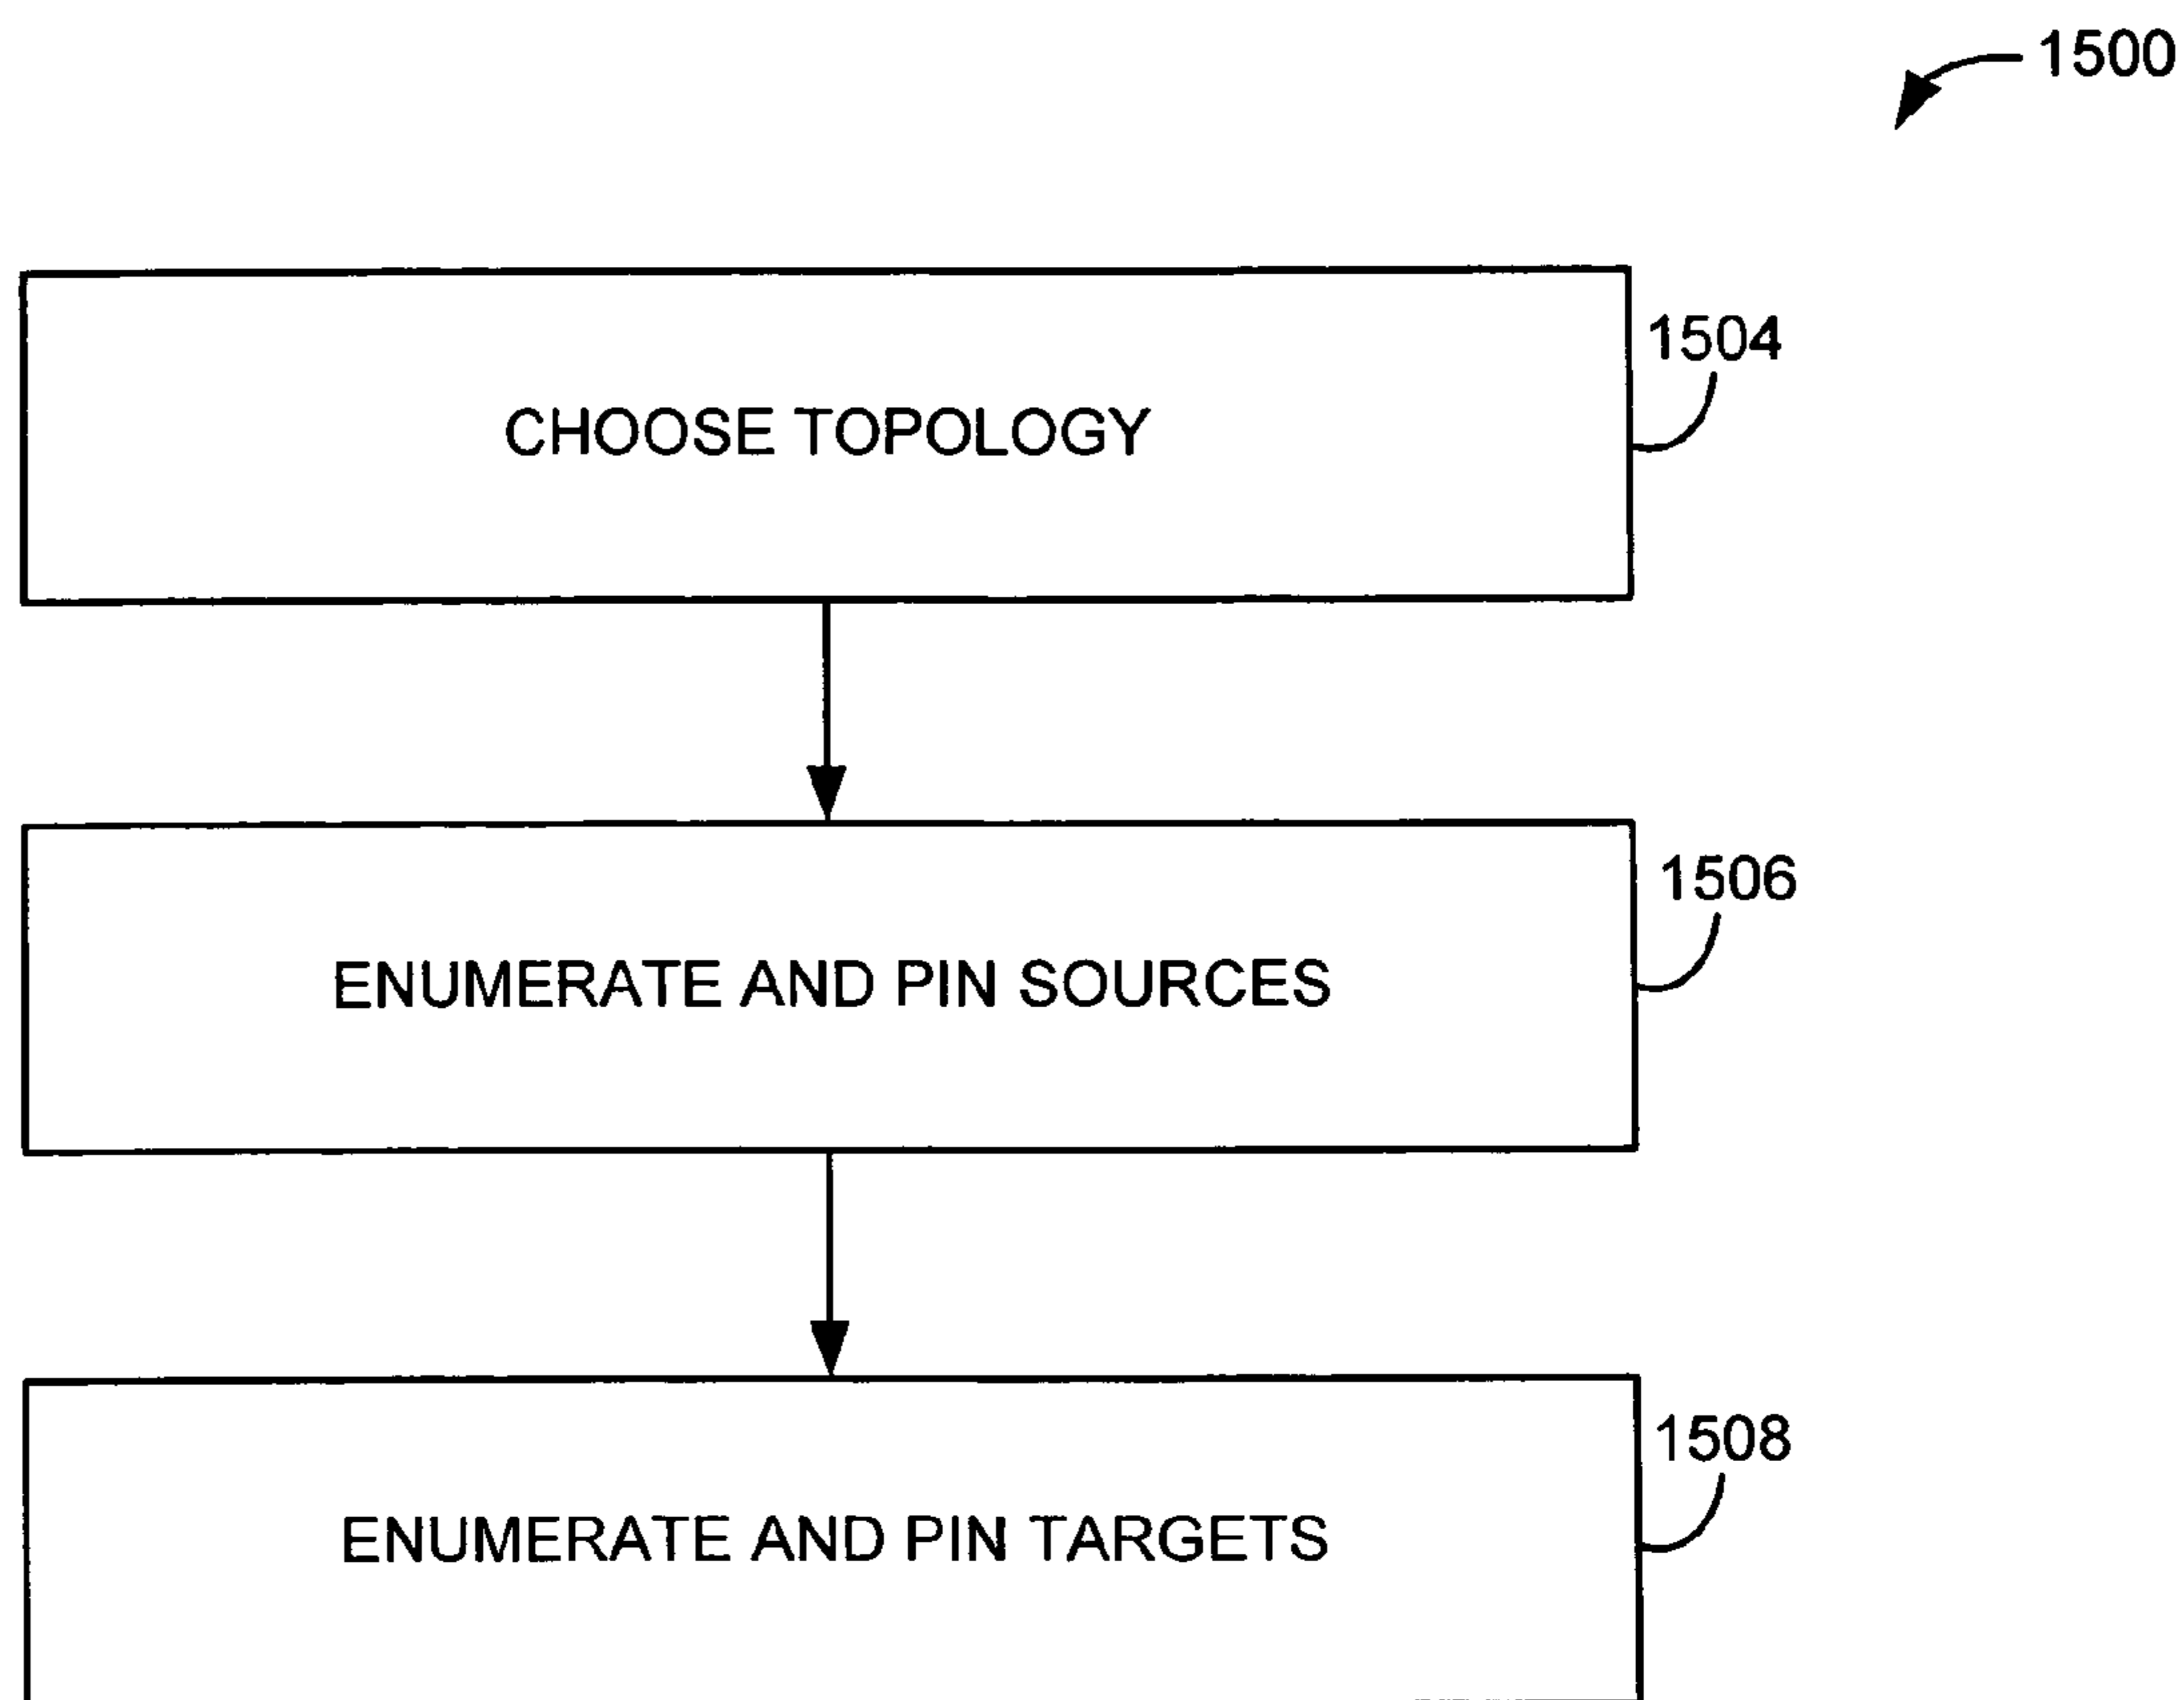 1500
1504
CHOOSE TOPOLOGY
1506
ENUMERATE AND PIN SOURCES
1508
ENUMERATE AND PIN TARGETS